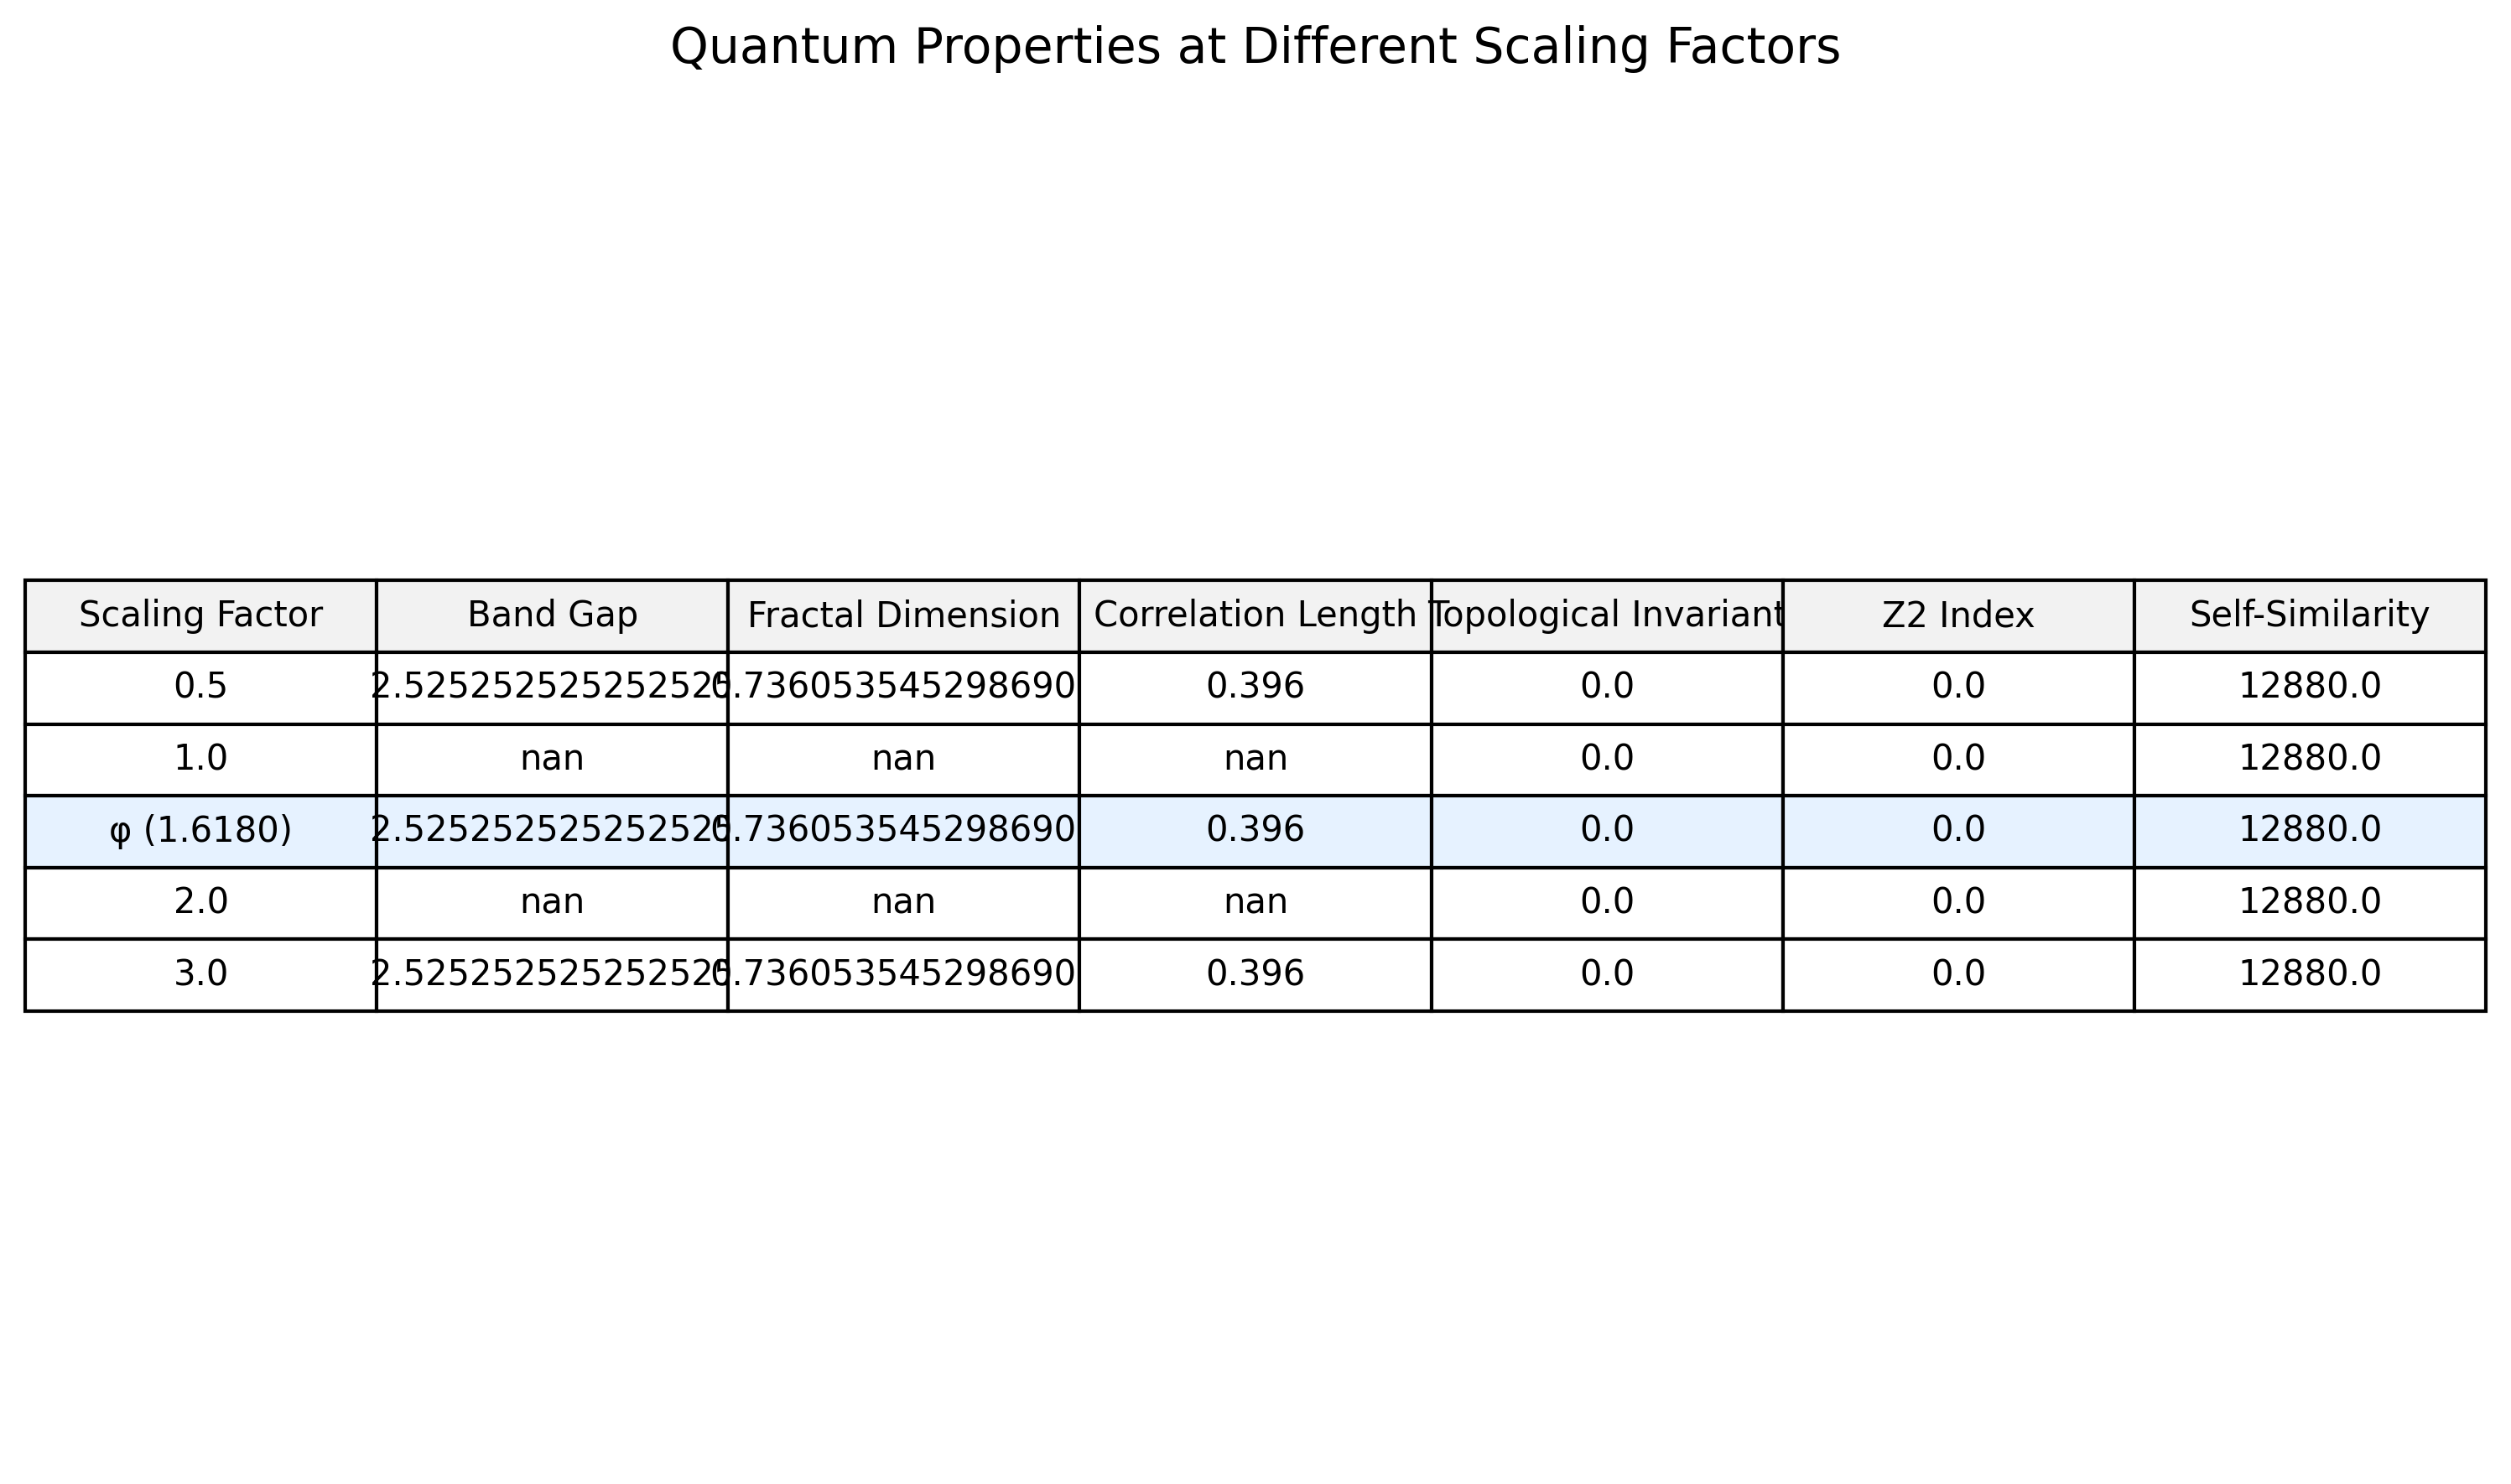 Quantum Properties at Different Scaling Factors
Scaling Factor Band Gap Fractal Dimension Correlation Length Topological Invariant Z2 Index Self-Similarity
0.5 2.525252525252525 0.736053545298690 0.396 0.0 0.0 12880.0
1.0 nan nan nan 0.0 0.0 12880.0
φ (1.6180) 2.525252525252525 0.736053545298690 0.396 0.0 0.0 12880.0
2.0 nan nan nan 0.0 0.0 12880.0
3.0 2.525252525252525 0.736053545298690 0.396 0.0 0.0 12880.0